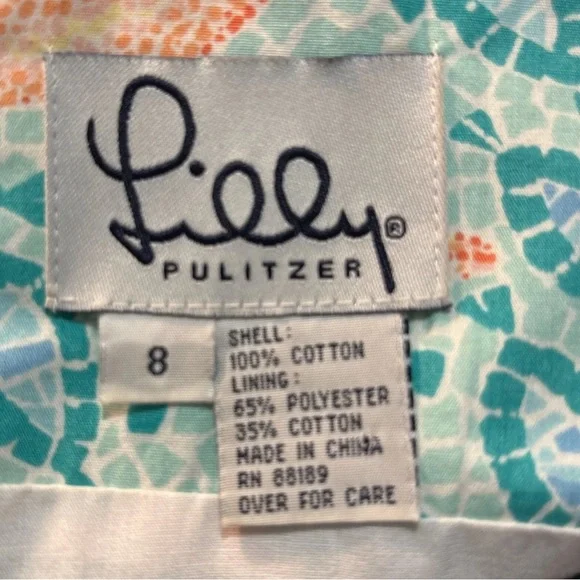 Lilly®
PULITZER
8
SHELL:
100% COTTON
LINING:
65% POLYESTER
35% COTTON
MADE IN CHINA
RN 88189
OVER FOR CARE